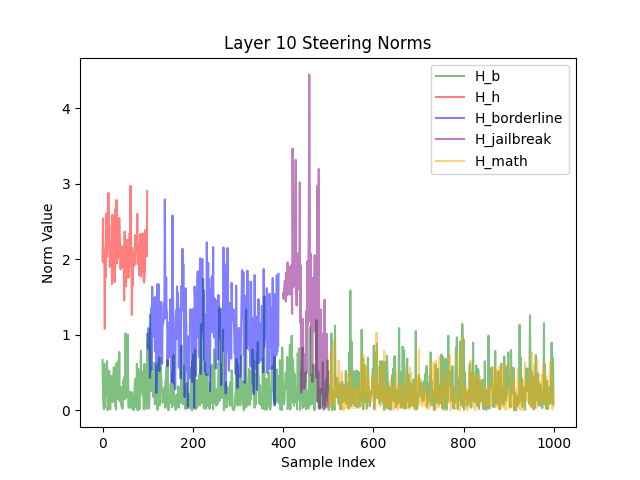 Layer 10 Steering Norms
H_b
H_h
H_borderline
H_jailbreak
H_math
Norm Value
4
3
2
1
0
0 200 400 600 800 1000
Sample Index